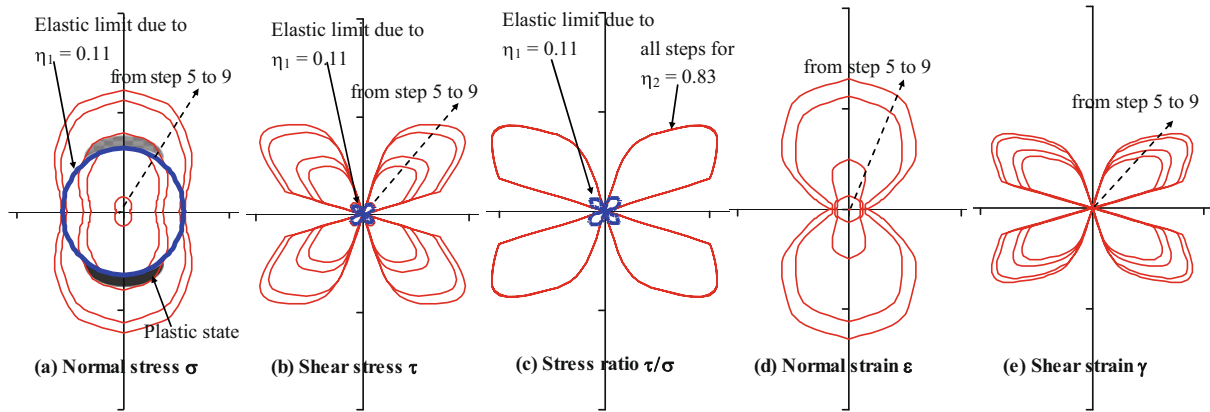 Elastic limit due to
η₁ = 0.11
from step 5 to 9
Plastic state
(a) Normal stress σ
Elastic limit due to
η₁ = 0.11
from step 5 to 9
(b) Shear stress τ
Elastic limit due to
η₁ = 0.11
all steps for
η₂ = 0.83
(c) Stress ratio τ/σ
from step 5 to 9
(d) Normal strain ε
from step 5 to 9
(e) Shear strain γ